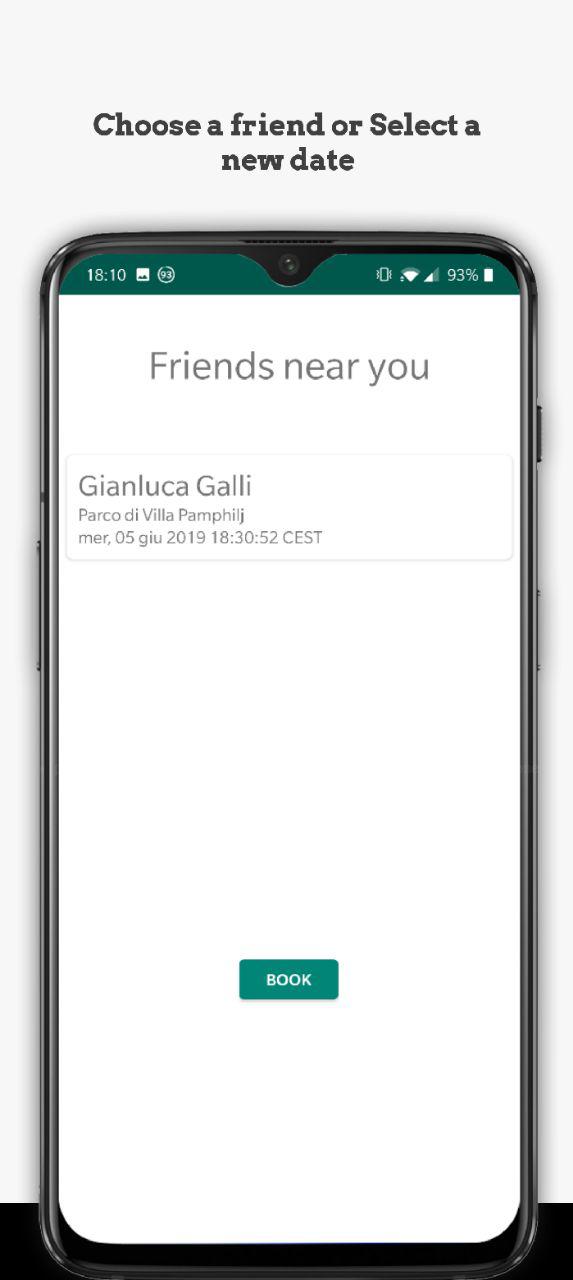 Choose a friend or Select a
new date
18:10 93 93%
Friends near you
Gianluca Galli
Parco di Villa Pamphilj
mer, 05 giu 2019 18:30:52 CEST
BOOK